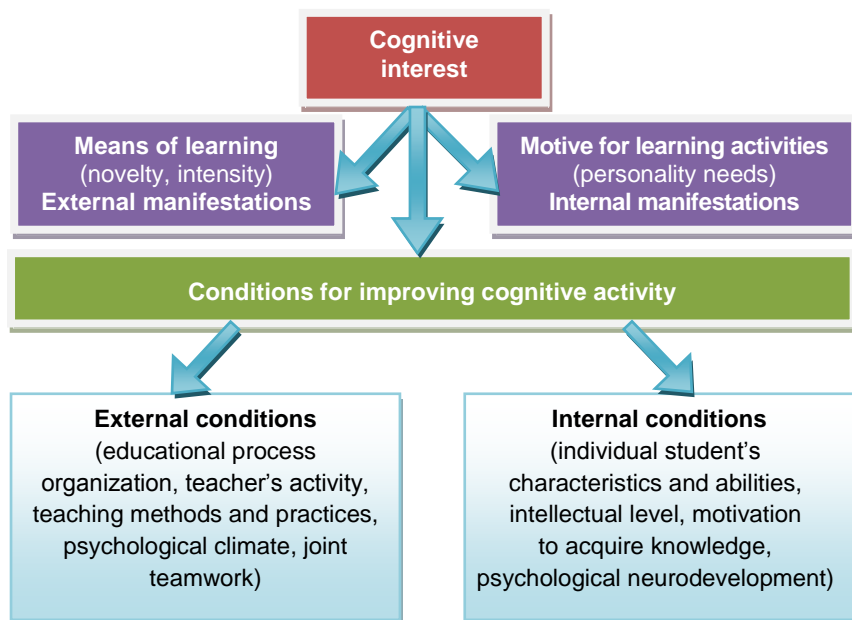 Cognitive
interest
Means of learning
(novelty, intensity)
External manifestations
Motive for learning activities
(personality needs)
Internal manifestations
Conditions for improving cognitive activity
External conditions
(educational process
organization, teacher's activity,
teaching methods and practices,
psychological climate, joint
teamwork)
Internal conditions
(individual student's
characteristics and abilities,
intellectual level, motivation
to acquire knowledge,
psychological neurodevelopment)